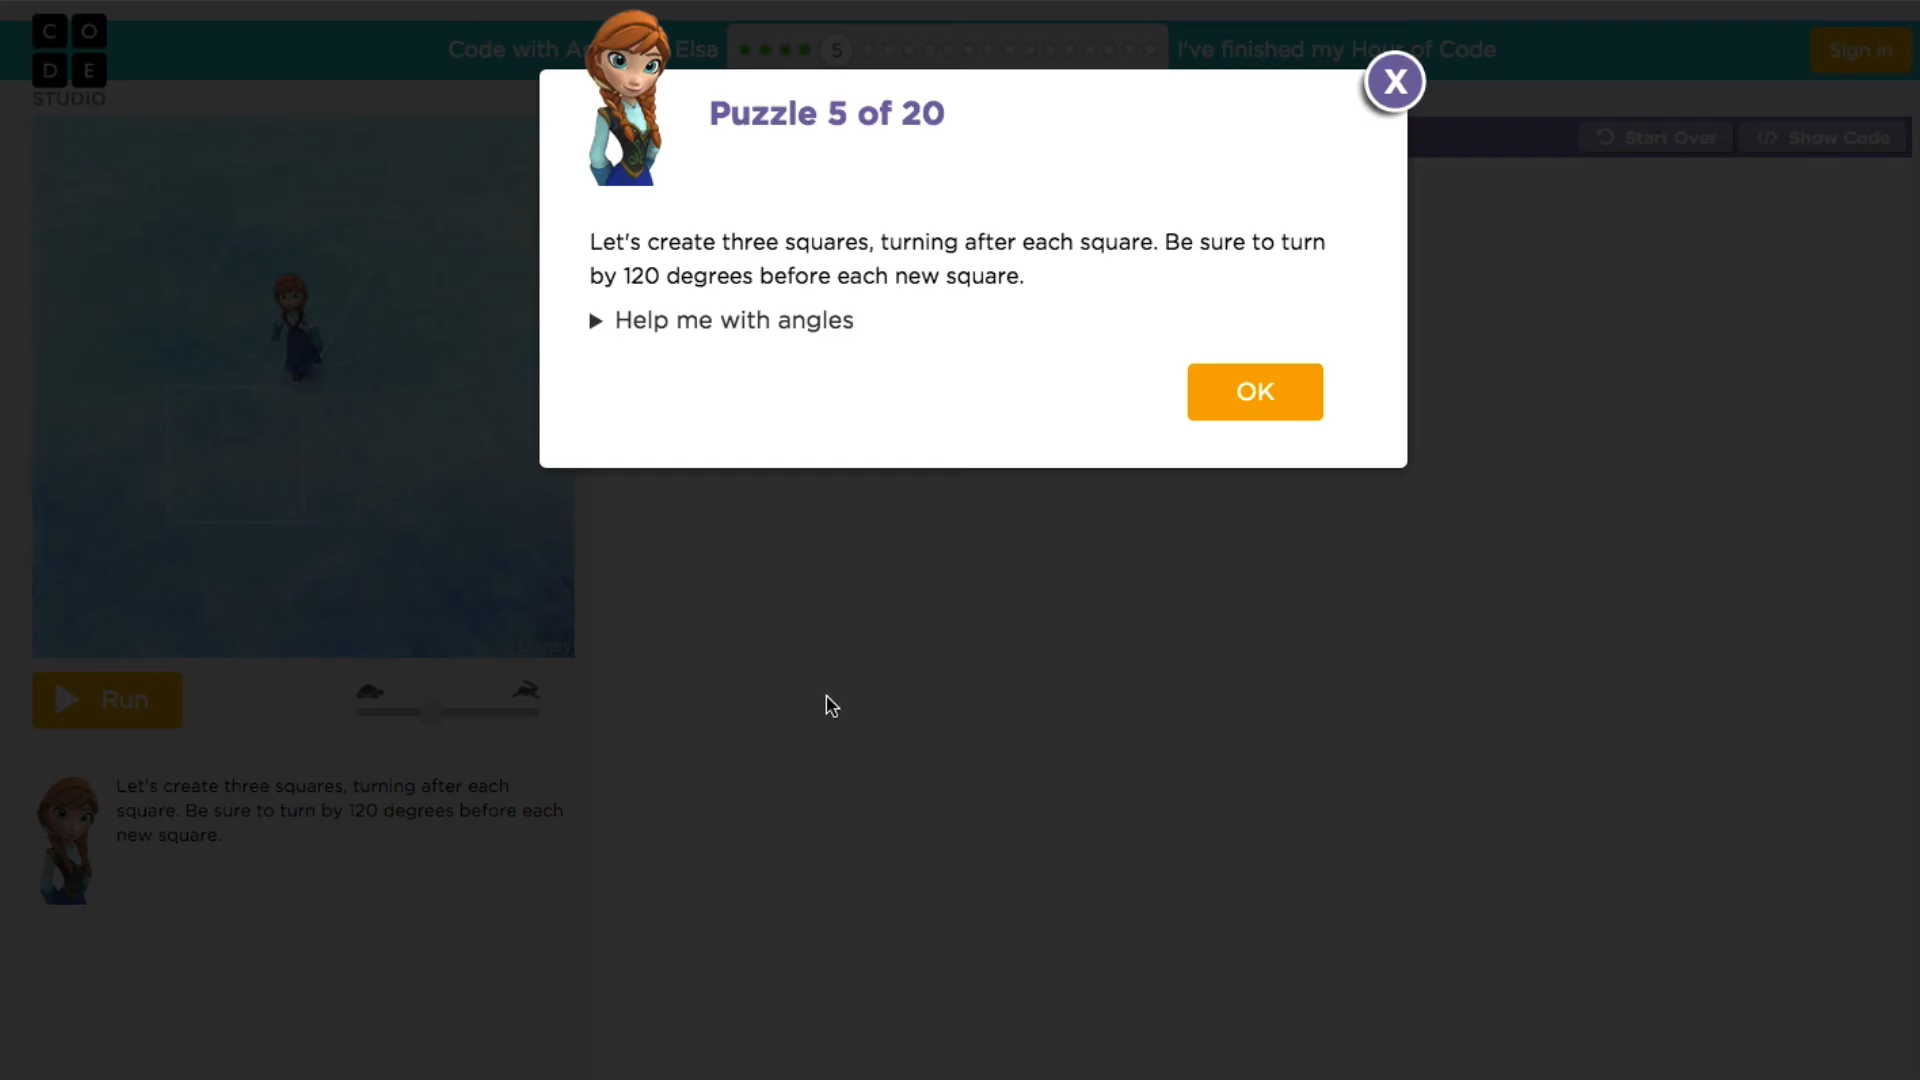 C O
D E
STUDIO
Code with An Elsa
5
I've finished my Hour of Code
Sign in
Puzzle 5 of 20
X
Start Over
</> Show Code
Let's create three squares, turning after each square. Be sure to turn
by 120 degrees before each new square.
Help me with angles
OK
© Disney
Run
Let's create three squares, turning after each
square. Be sure to turn by 120 degrees before each
new square.